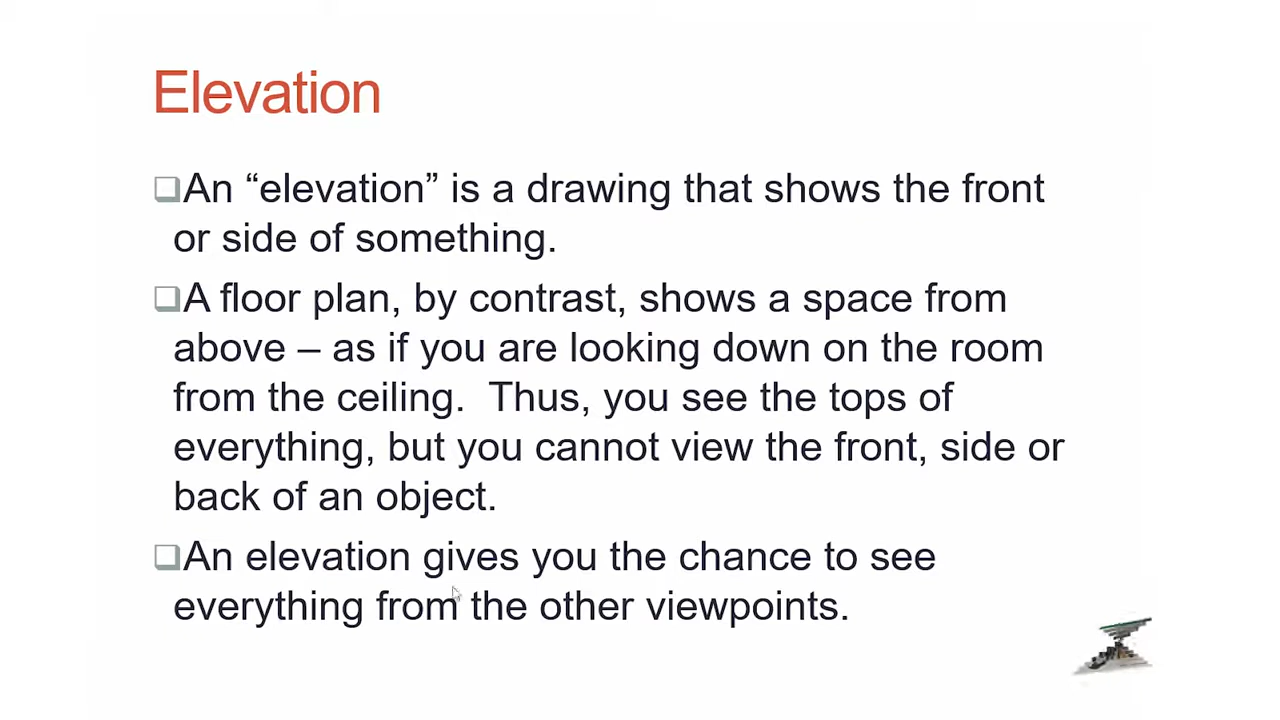 Elevation
❑An “elevation” is a drawing that shows the front
or side of something.
❑A floor plan, by contrast, shows a space from
above – as if you are looking down on the room
from the ceiling.  Thus, you see the tops of
everything, but you cannot view the front, side or
back of an object.
❑An elevation gives you the chance to see
everything from the other viewpoints.